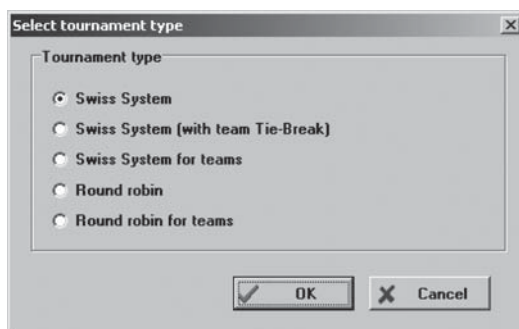 Select tournament type
Tournament type
Swiss System
Swiss System (with team Tie-Break)
Swiss System for teams
Round robin
Round robin for teams
OK
Cancel